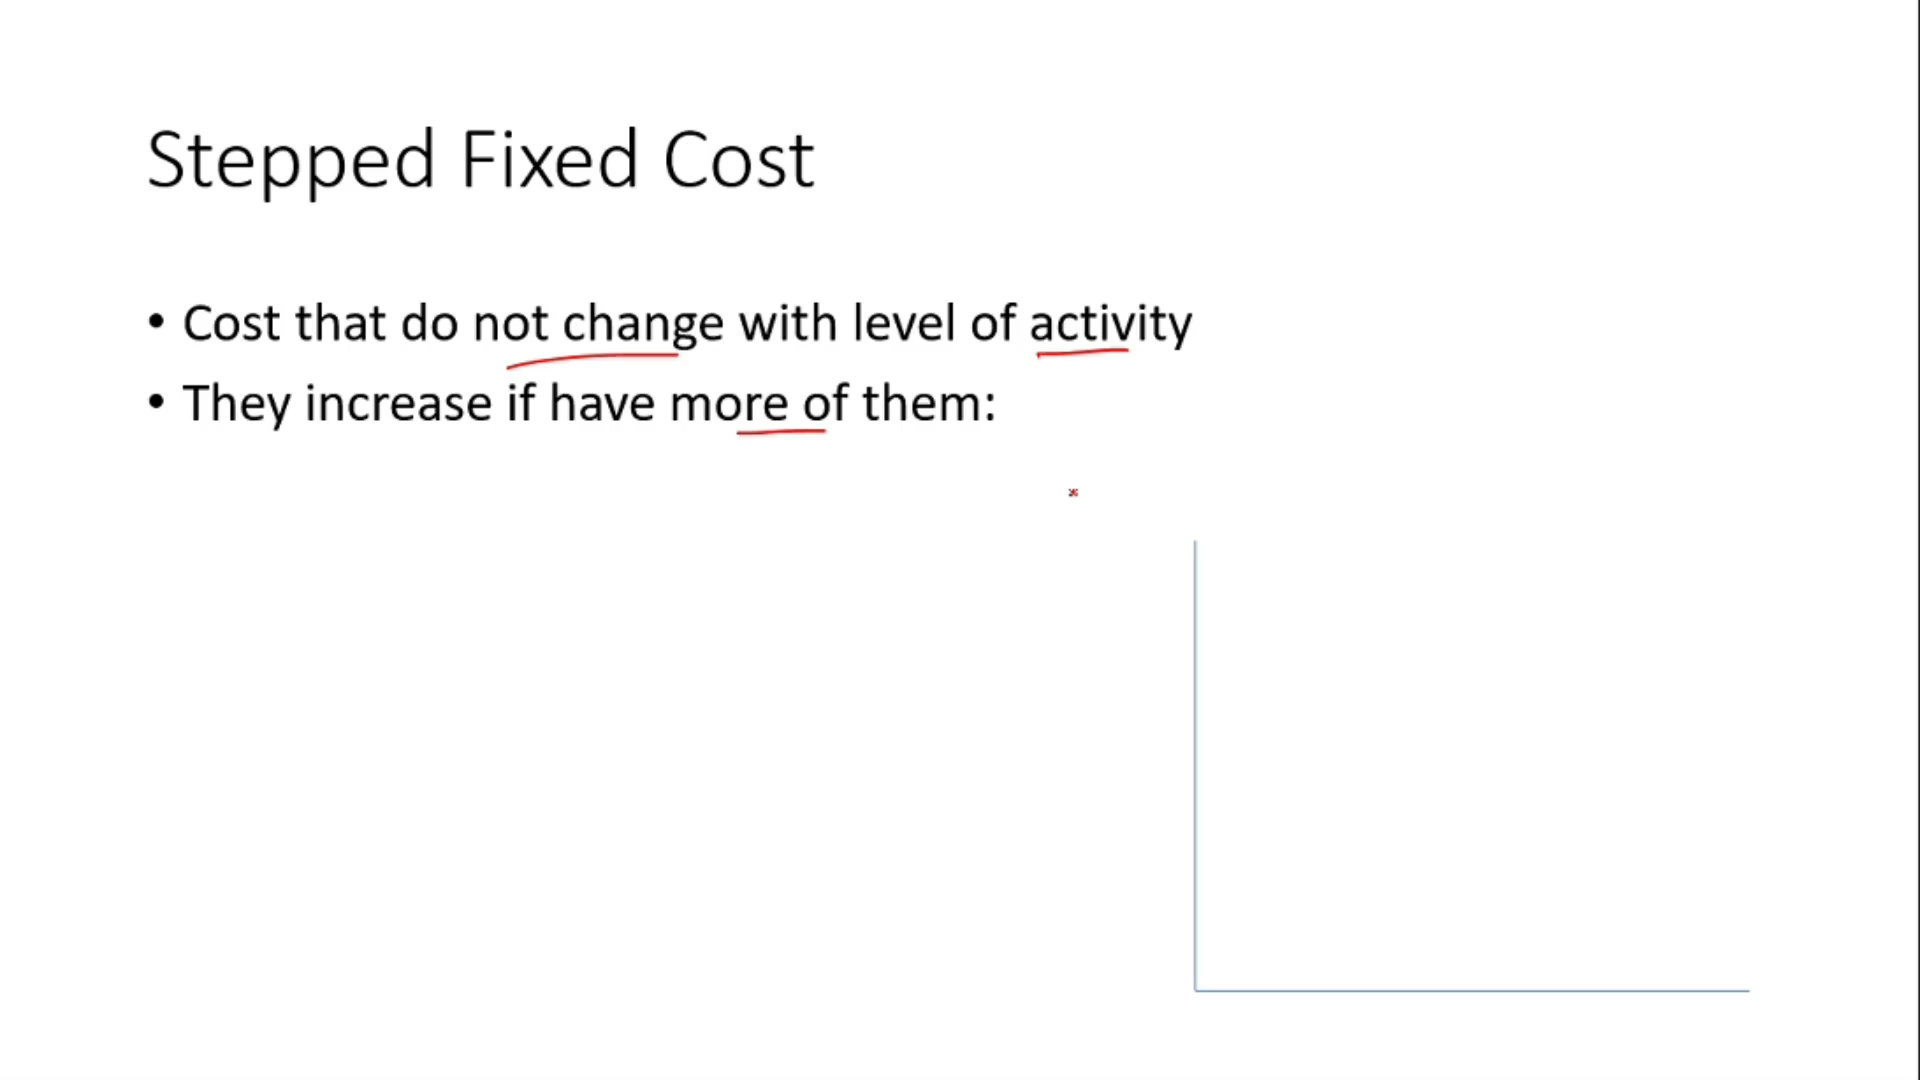 Stepped Fixed Cost
• Cost that do not change with level of activity
• They increase if have more of them: